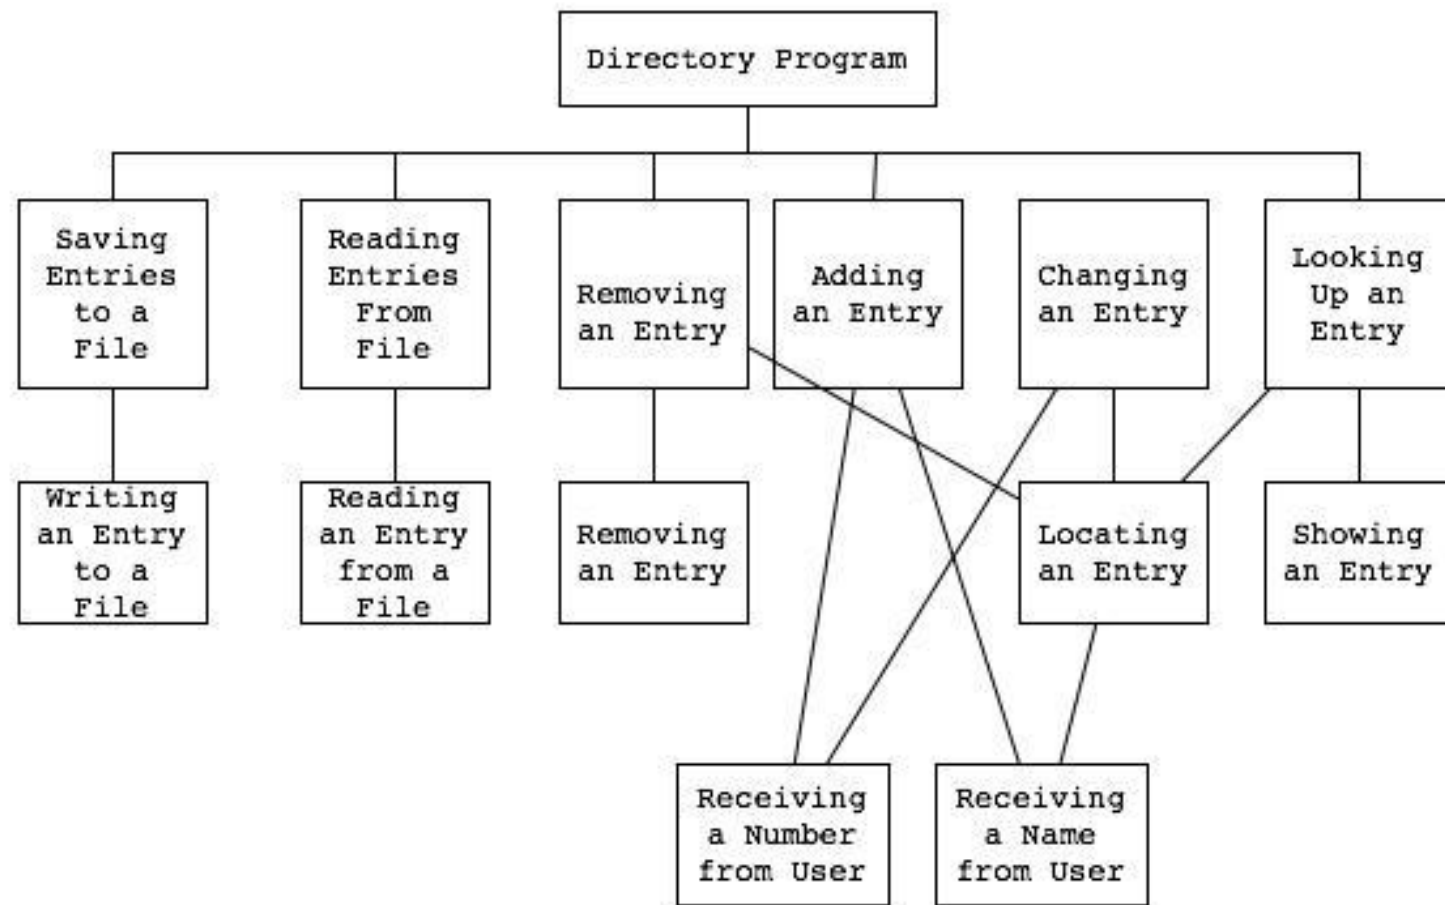 Directory Program
Saving
Entries
to a
File
Reading
Entries
From
File
Removing
an Entry
Adding
an Entry
Changing
an Entry
Looking
Up an
Entry
Writing
an Entry
to a
File
Reading
an Entry
from a
File
Removing
an Entry
Locating
an Entry
Showing
an Entry
Receiving
a Number
from User
Receiving
a Name
from User